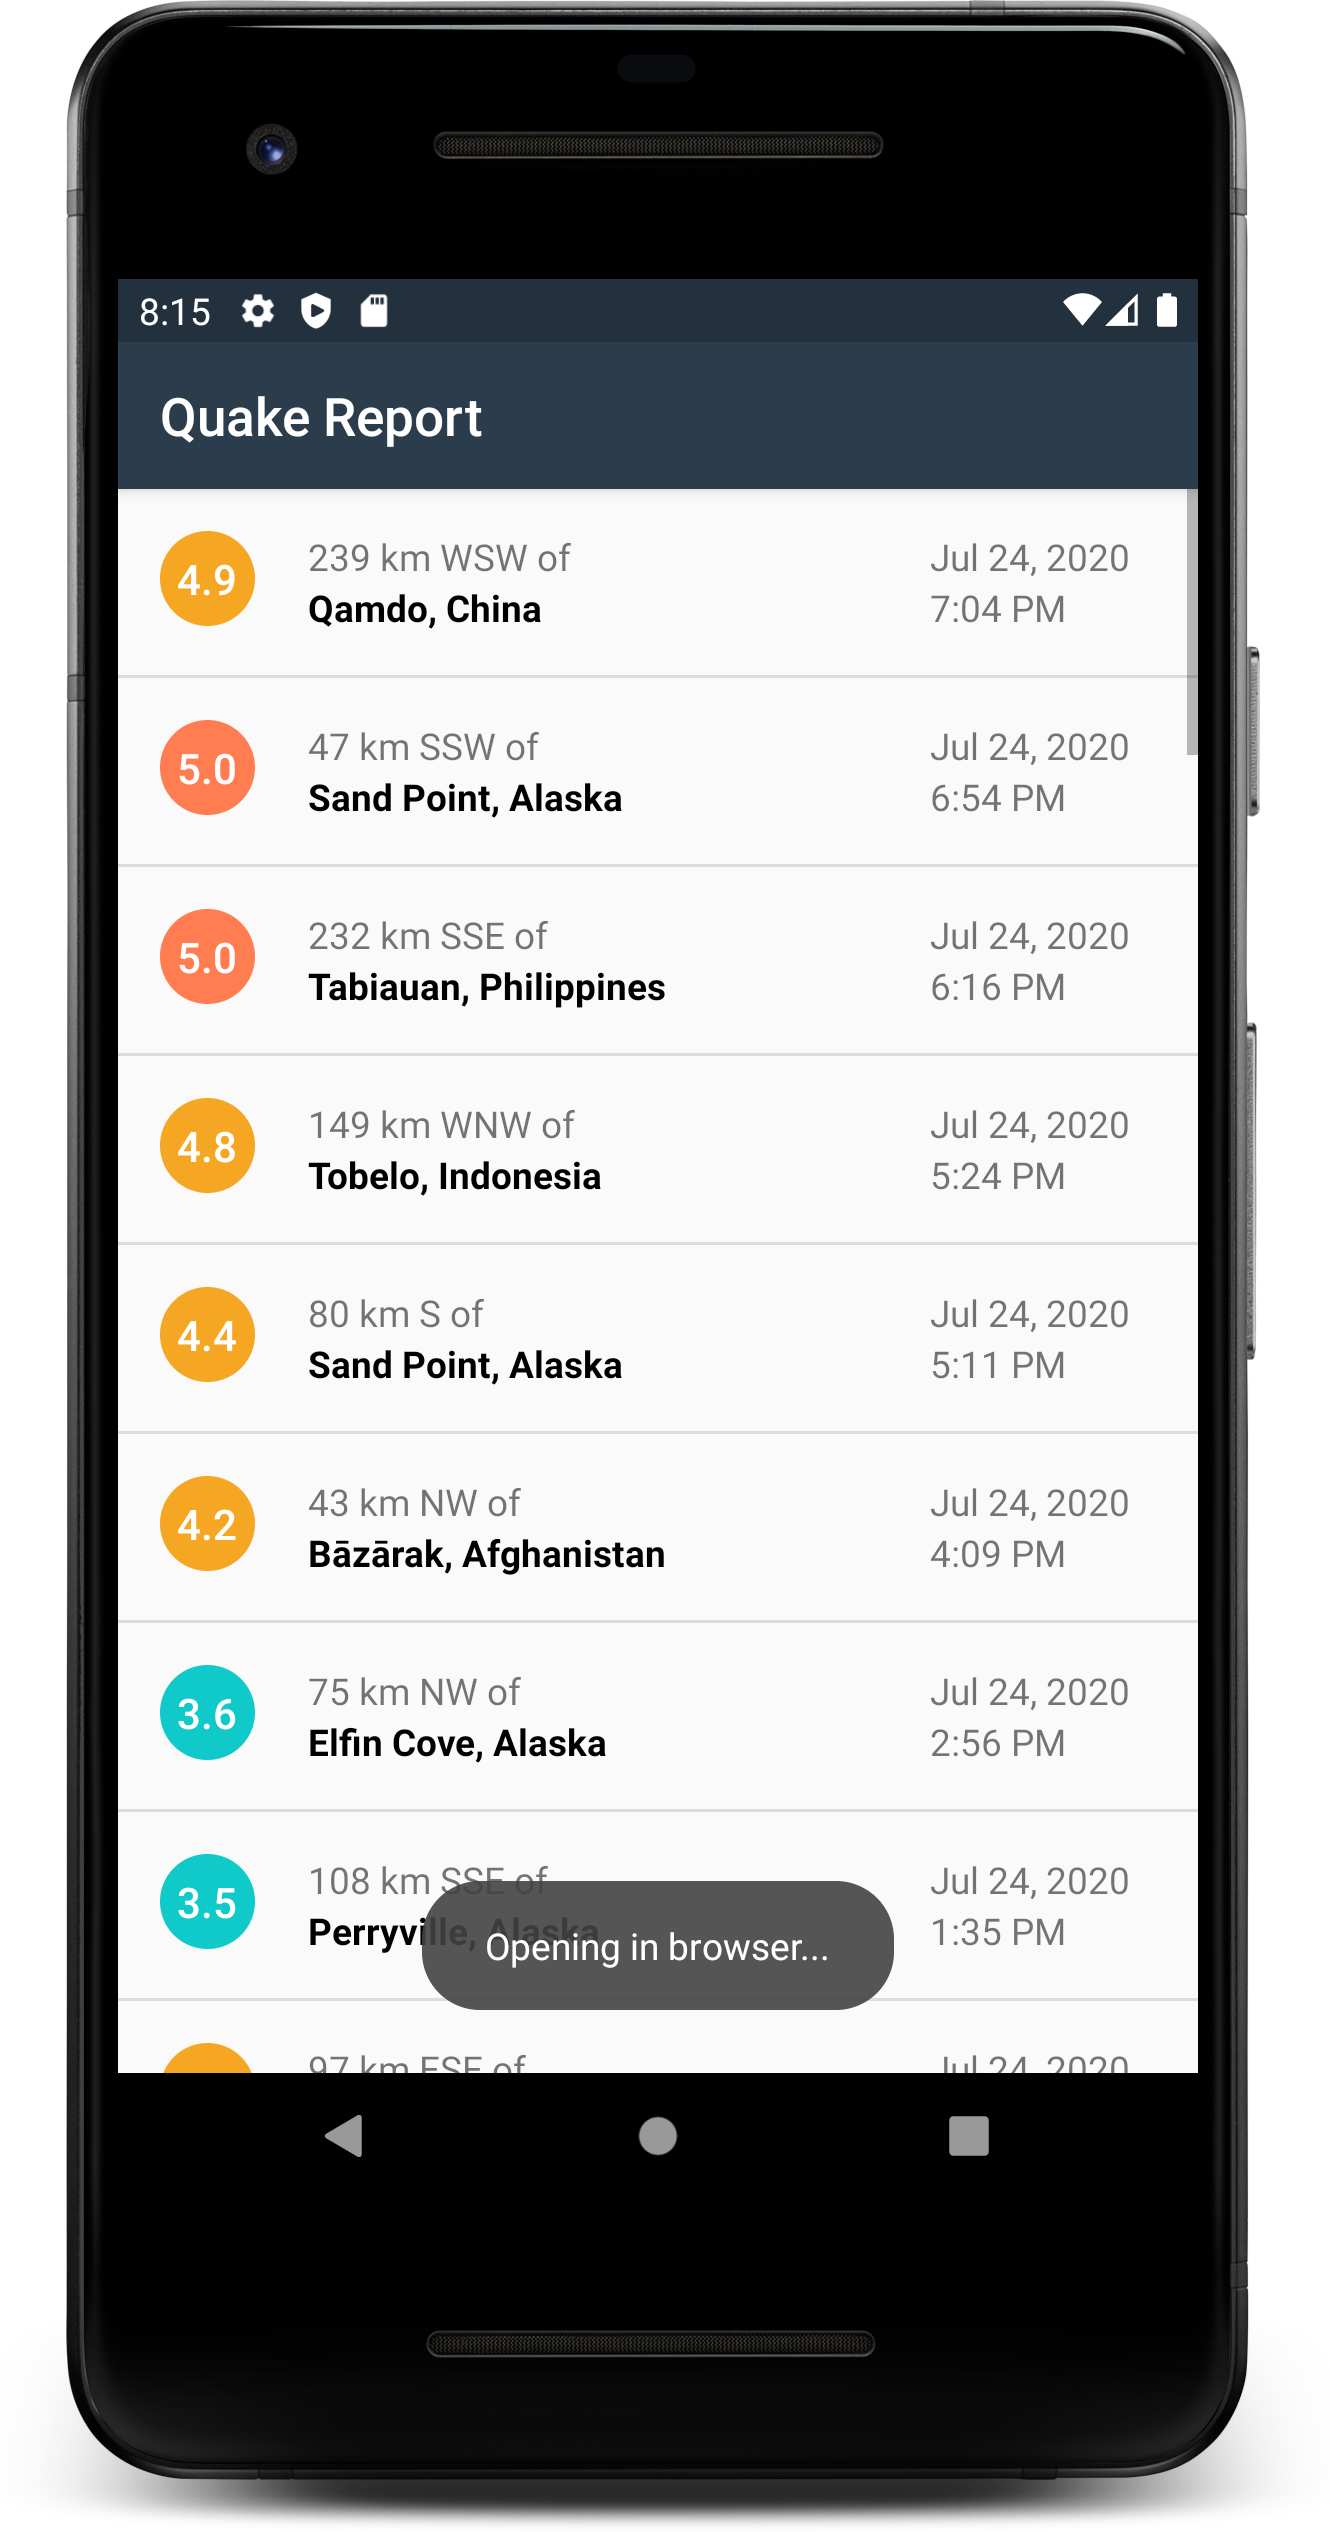 8:15
Quake Report
4.9
239 km WSW of
Qamdo, China
Jul 24, 2020
7:04 PM
5.0
47 km SSW of
Sand Point, Alaska
Jul 24, 2020
6:54 PM
5.0
232 km SSE of
Tabiauan, Philippines
Jul 24, 2020
6:16 PM
4.8
149 km WNW of
Tobelo, Indonesia
Jul 24, 2020
5:24 PM
4.4
80 km S of
Sand Point, Alaska
Jul 24, 2020
5:11 PM
4.2
43 km NW of
Bāzārak, Afghanistan
Jul 24, 2020
4:09 PM
3.6
75 km NW of
Elfin Cove, Alaska
Jul 24, 2020
2:56 PM
3.5
108 km SSE of
Perryville, Alaska
Jul 24, 2020
1:35 PM
Opening in browser...
97 km ESE of
Jul 24, 2020